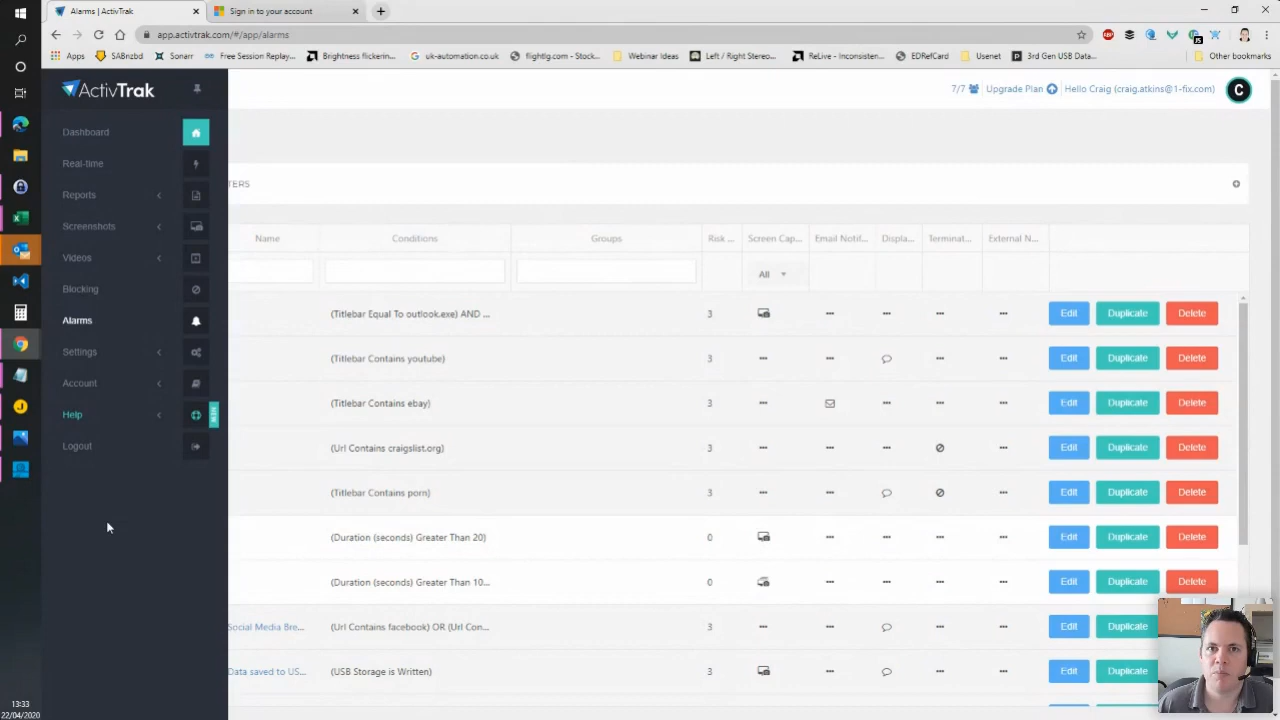 Alarms | ActivTrak
Sign in to your account
app.activtrak.com/#/app/alarms
Apps
SABnzbd
Sonarr
Free Session Replay...
Brightness flickerin...
uk-automation.co.uk
flightlg.com - Stock...
Webinar Ideas
Left / Right Stereo...
ReLive - Inconsisten...
EDRefCard
Usenet
3rd Gen USB Data...
Other bookmarks
ActivTrak
7/7
Upgrade Plan
Hello Craig (craig.atkins@1-fix.com)
C
Dashboard
Real-time
Reports
Screenshots
Videos
Blocking
Alarms
Settings
Account
Help
NEW
Logout
TERS
Name Conditions Groups Risk ... Screen Cap... Email Notif... Displa... Terminat... External N...
All
(Titlebar Equal To outlook.exe) AND ... 3 Edit Duplicate Delete
(Titlebar Contains youtube) 3 Edit Duplicate Delete
(Titlebar Contains ebay) 3 Edit Duplicate Delete
(Url Contains craigslist.org) 3 Edit Duplicate Delete
(Titlebar Contains porn) 3 Edit Duplicate Delete
(Duration (seconds) Greater Than 20) 0 Edit Duplicate Delete
(Duration (seconds) Greater Than 10... 0 Edit Duplicate Delete
Social Media Bre... (Url Contains facebook) OR (Url Con... 3 Edit Duplicate
Data saved to US... (USB Storage is Written) 3 Edit Duplicate
13:33
22/04/2020